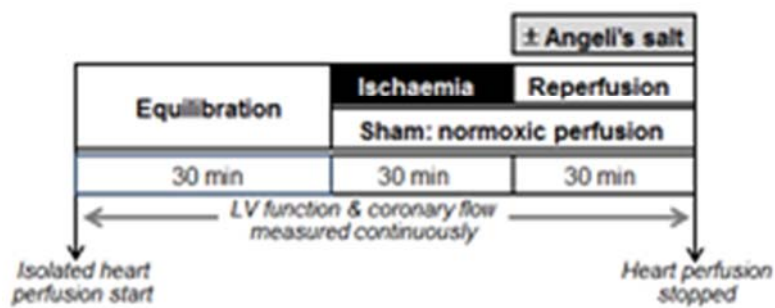 ± Angeli's salt
Ischaemia
Reperfusion
Equilibration
Sham: normoxic perfusion
30 min
30 min
30 min
LV function & coronary flow
measured continuously
Isolated heart
perfusion start
Heart perfusion
stopped